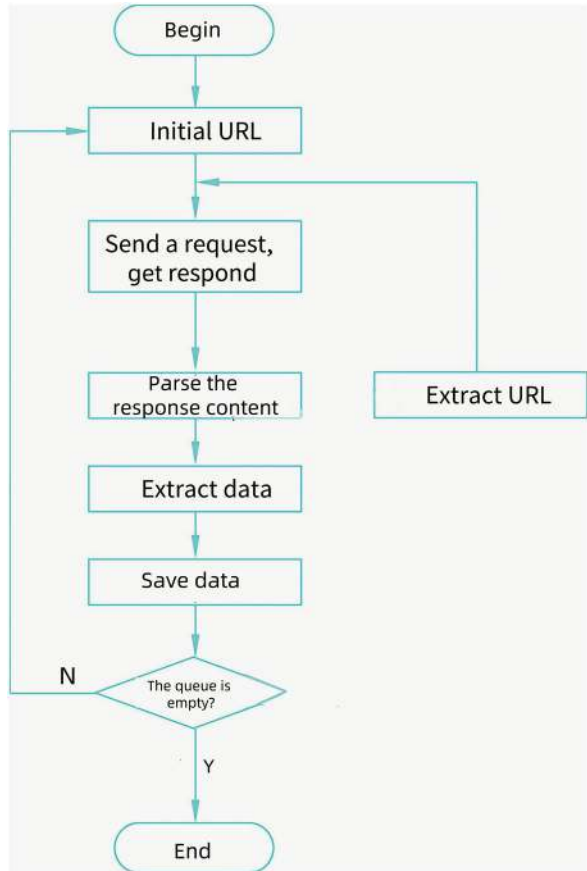 Begin
Initial URL
Send a request,
get respond
Parse the
response content
Extract URL
Extract data
Save data
N
The queue is
empty?
Y
End